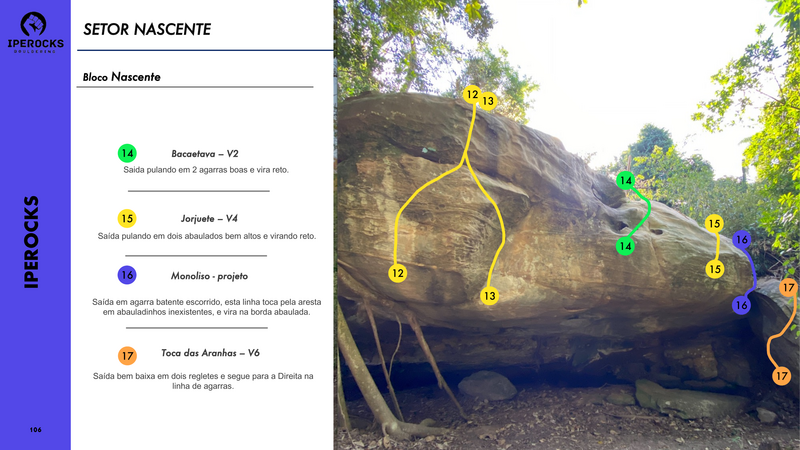 IPEROCKS
BOULDERING
SETOR NASCENTE
Bloco Nascente
14 Bacaetava – V2
Saida pulando em 2 agarras boas e vira reto.
15 Jorjuete – V4
Saída pulando em dois abaulados bem altos e virando reto.
16 Monoliso - projeto
Saída em agarra batente escorrido, esta linha toca pela aresta
em abauladinhos inexistentes, e vira na borda abaulada.
17 Toca das Aranhas – V6
Saída bem baixa em dois regletes e segue para a Direita na
linha de agarras.
IPEROCKS
106
12 13
14
14
15
15
16
16
17
17
12
13